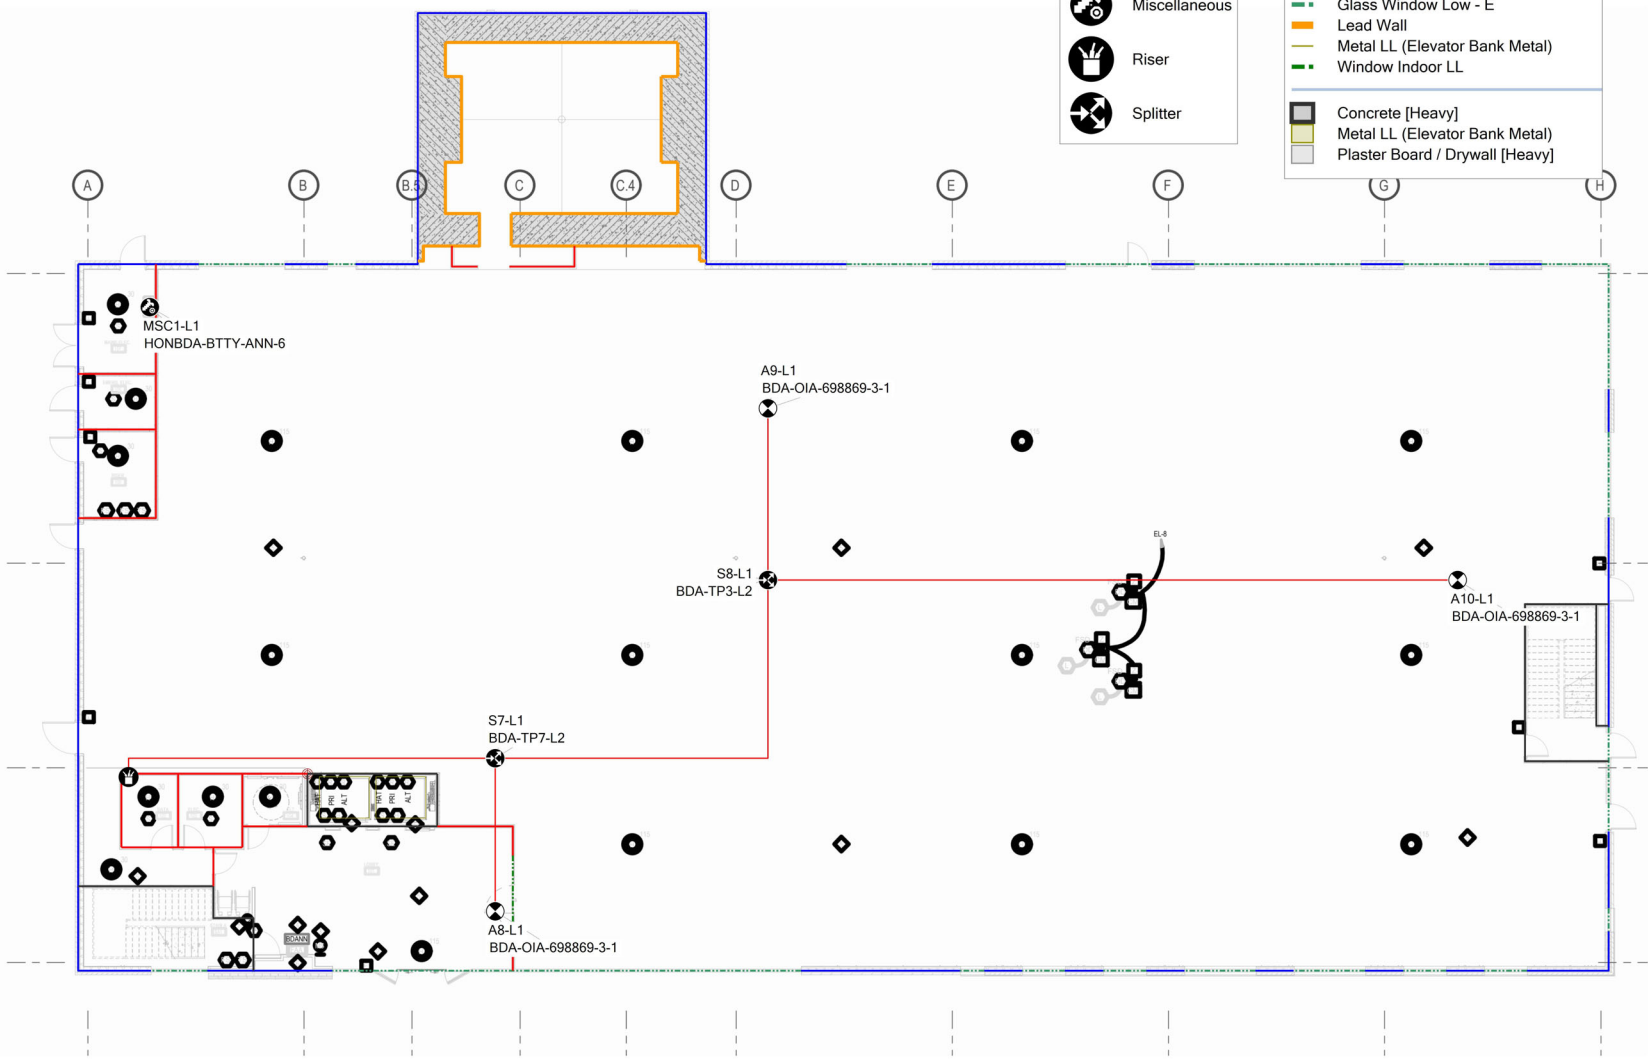 Miscellaneous
Riser
Splitter
Glass Window Low - E
Lead Wall
Metal LL (Elevator Bank Metal)
Window Indoor LL
Concrete [Heavy]
Metal LL (Elevator Bank Metal)
Plaster Board / Drywall [Heavy]
A
B
B.5
C
C.4
D
E
F
G
H
MSC1-L1
HONBDA-BTTY-ANN-6
A9-L1
BDA-OIA-698869-3-1
EL-8
S8-L1
BDA-TP3-L2
A10-L1
BDA-OIA-698869-3-1
S7-L1
BDA-TP7-L2
HAT PRI ALT
HAT PRI ALT
BDANN
A8-L1
BDA-OIA-698869-3-1